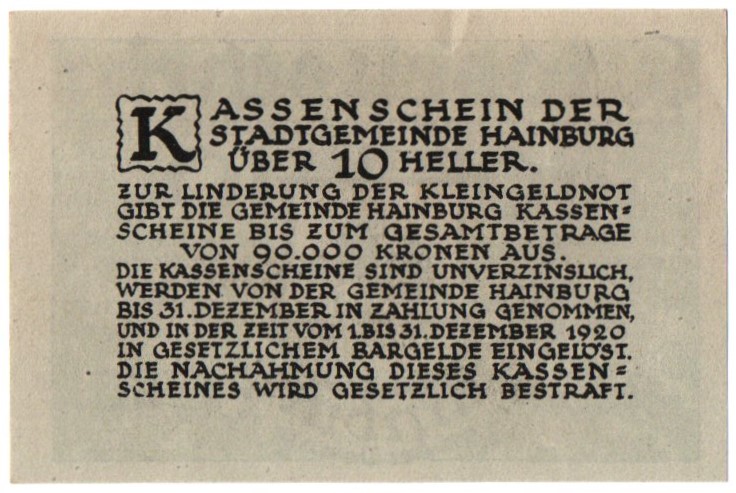 KASSENSCHEIN DER
STADTGEMEINDE HAINBURG
ÜBER 10 HELLER.
ZUR LINDERUNG DER KLEINGELDNOT
GIBT DIE GEMEINDE HAINBURG KASSEN=
SCHEINE BIS ZUM GESAMTBETRAGE
VON 90.000 KRONEN AUS.
DIE KASSENSCHEINE SIND UNVERZINSLICH,
WERDEN VON DER GEMEINDE HAINBURG
BIS 31. DEZEMBER IN ZAHLUNG GENOMMEN,
UND IN DER ZEIT VOM 1. BIS 31. DEZEMBER 1920
IN GESETZLICHEM BARGELDE EINGELÖST.
DIE NACHAHMUNG DIESES KASSEN=
SCHEINES WIRD GESETZLICH BESTRAFT.